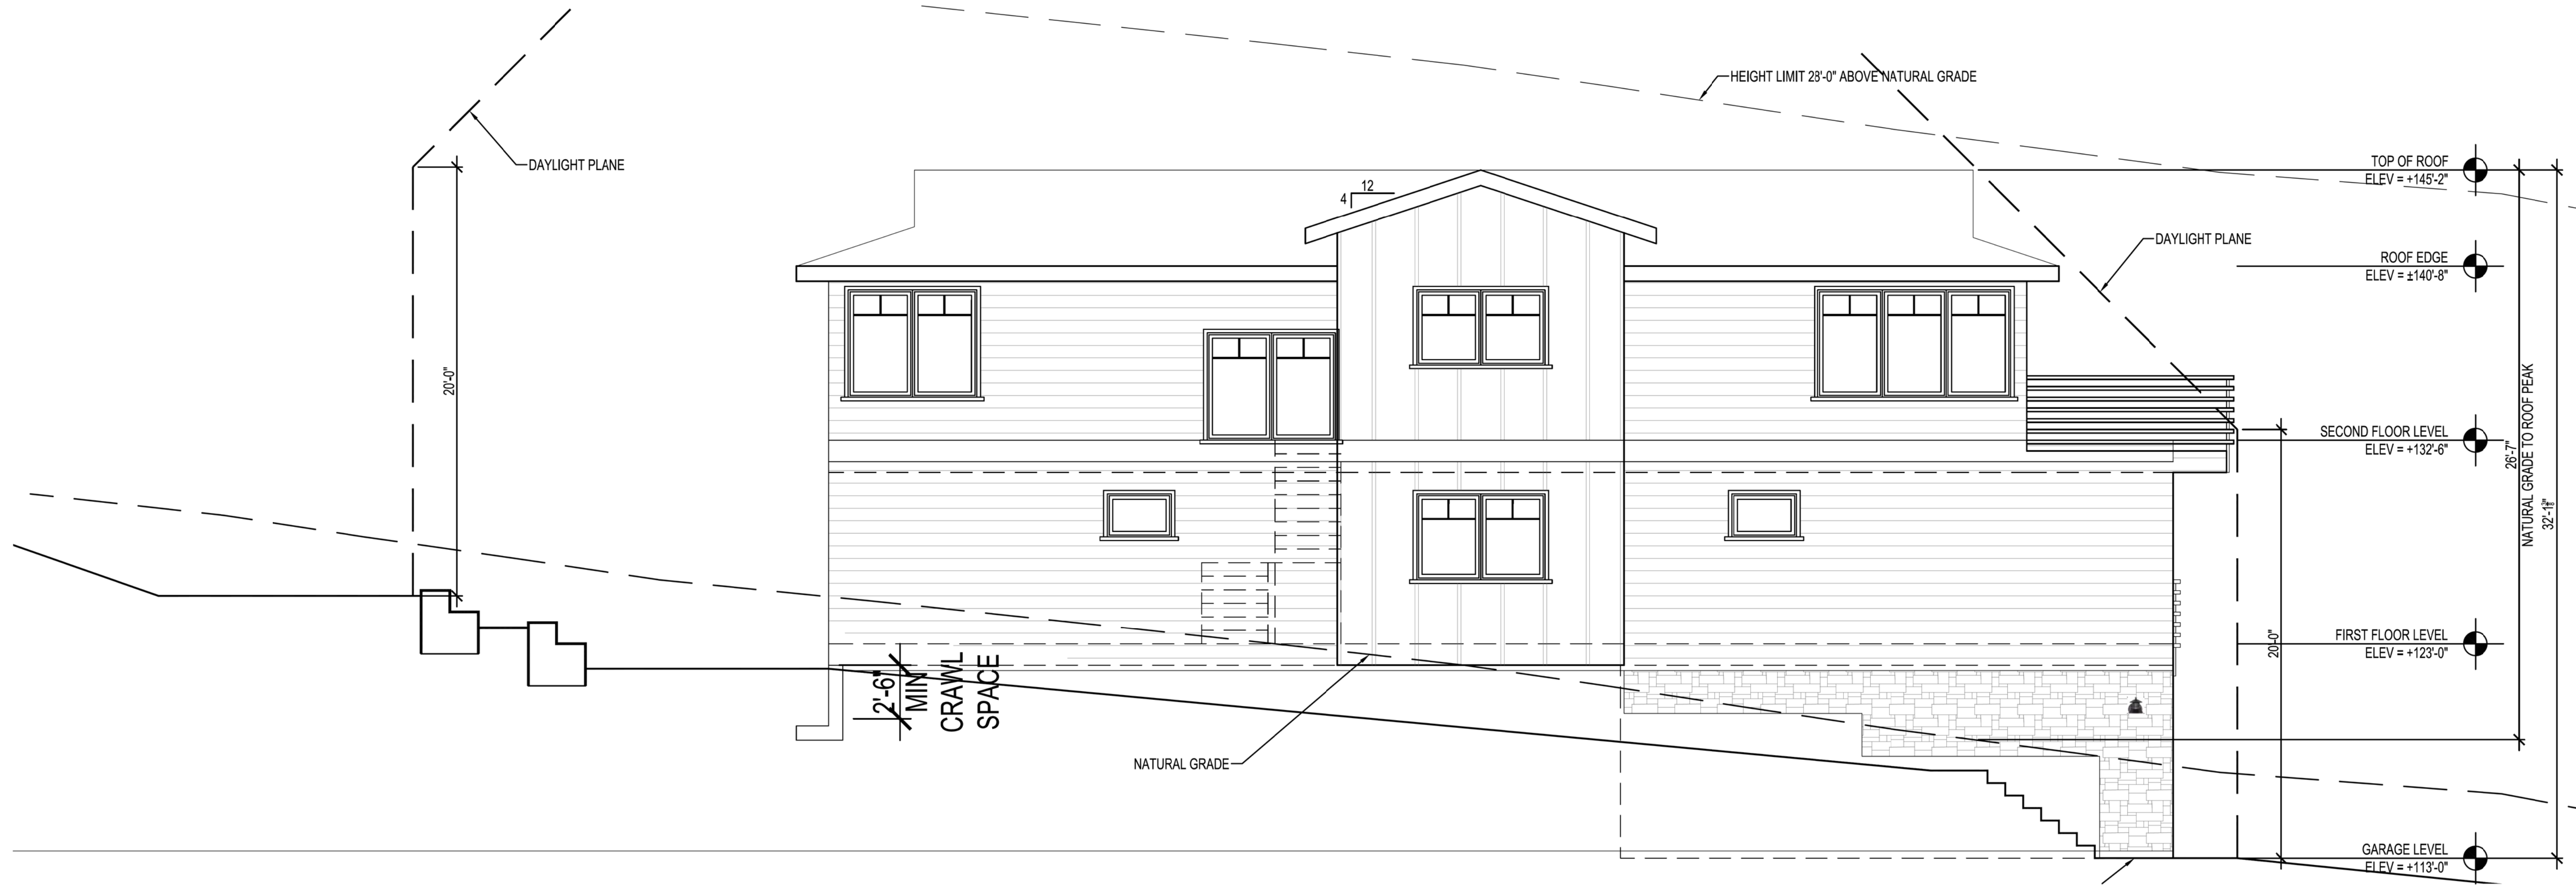 HEIGHT LIMIT 28'-0" ABOVE NATURAL GRADE
DAYLIGHT PLANE
TOP OF ROOF
ELEV = +145'-2"
12
4
DAYLIGHT PLANE
ROOF EDGE
ELEV = ±140'-8"
20'-0"
SECOND FLOOR LEVEL
ELEV = +132'-6"
26'-7"
NATURAL GRADE TO ROOF PEAK
32'-1⅜"
FIRST FLOOR LEVEL
ELEV = +123'-0"
20'-0"
2'-6"
MIN
CRAWL
SPACE
NATURAL GRADE
GARAGE LEVEL
ELEV = +113'-0"